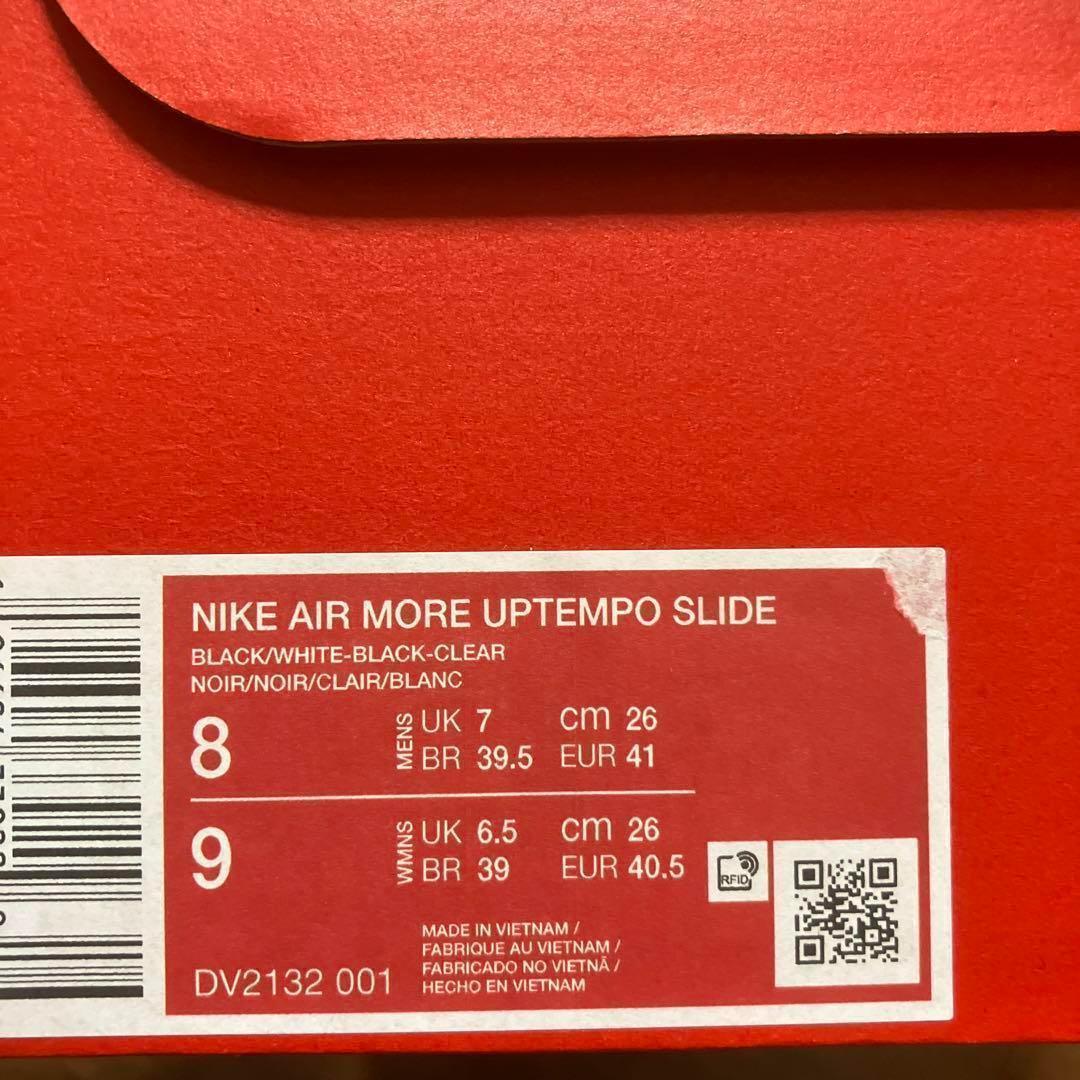 NIKE AIR MORE UPTEMPO SLIDE
BLACK/WHITE-BLACK-CLEAR
NOIR/NOIR/CLAIR/BLANC
8 MENS UK 7 cm 26
BR 39.5 EUR 41
9 WMNS UK 6.5 cm 26
BR 39 EUR 40.5
RFID
MADE IN VIETNAM /
FABRIQUE AU VIETNAM /
FABRICADO NO VIETNÃ /
HECHO EN VIETNAM
DV2132 001